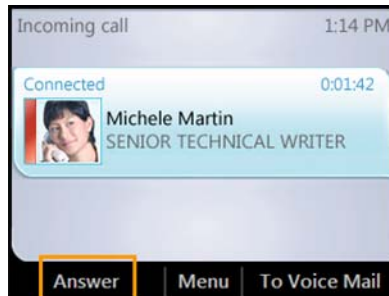 Incoming call 1:14 PM
Connected 0:01:42
Michele Martin
SENIOR TECHNICAL WRITER
Answer Menu To Voice Mail